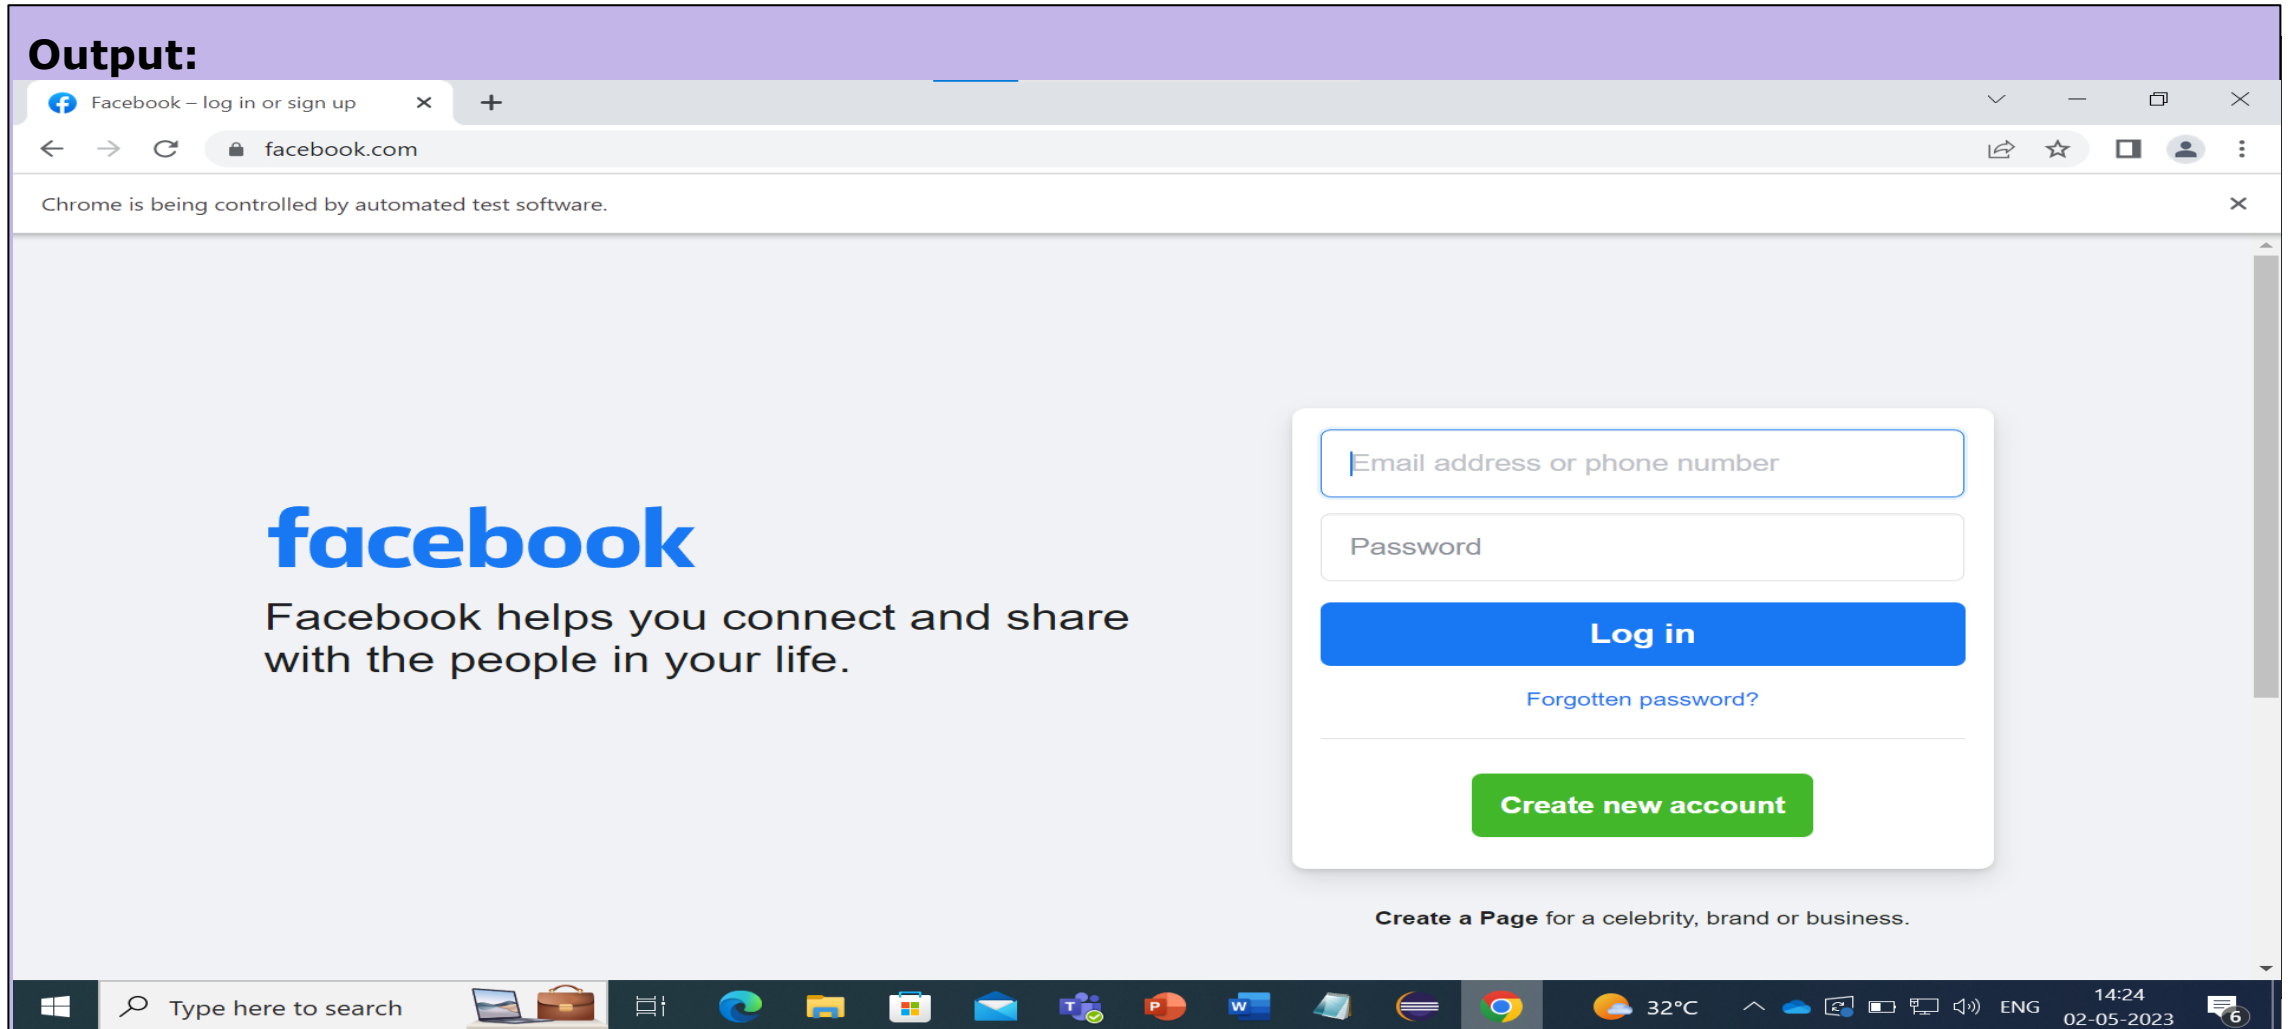 Output:
Facebook – log in or sign up
facebook.com
Chrome is being controlled by automated test software.
Email address or phone number
Password
Log in
Forgotten password?
Create new account
facebook
Facebook helps you connect and share
with the people in your life.
Create a Page for a celebrity, brand or business.
Type here to search
T
P
W
32°C
ENG
14:24
02-05-2023
6